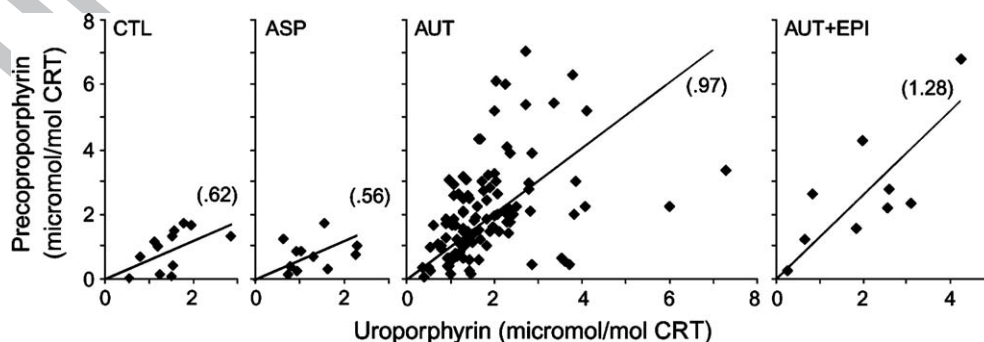 CTL
ASP
AUT
AUT+EPI
8
6
4
2
0
Precoproporphyrin
(micromol/mol CRT)
(.62)
(.56)
(.97)
(1.28)
0 2
0 2
0 2 4 6 8
0 2 4
Uroporphyrin (micromol/mol CRT)